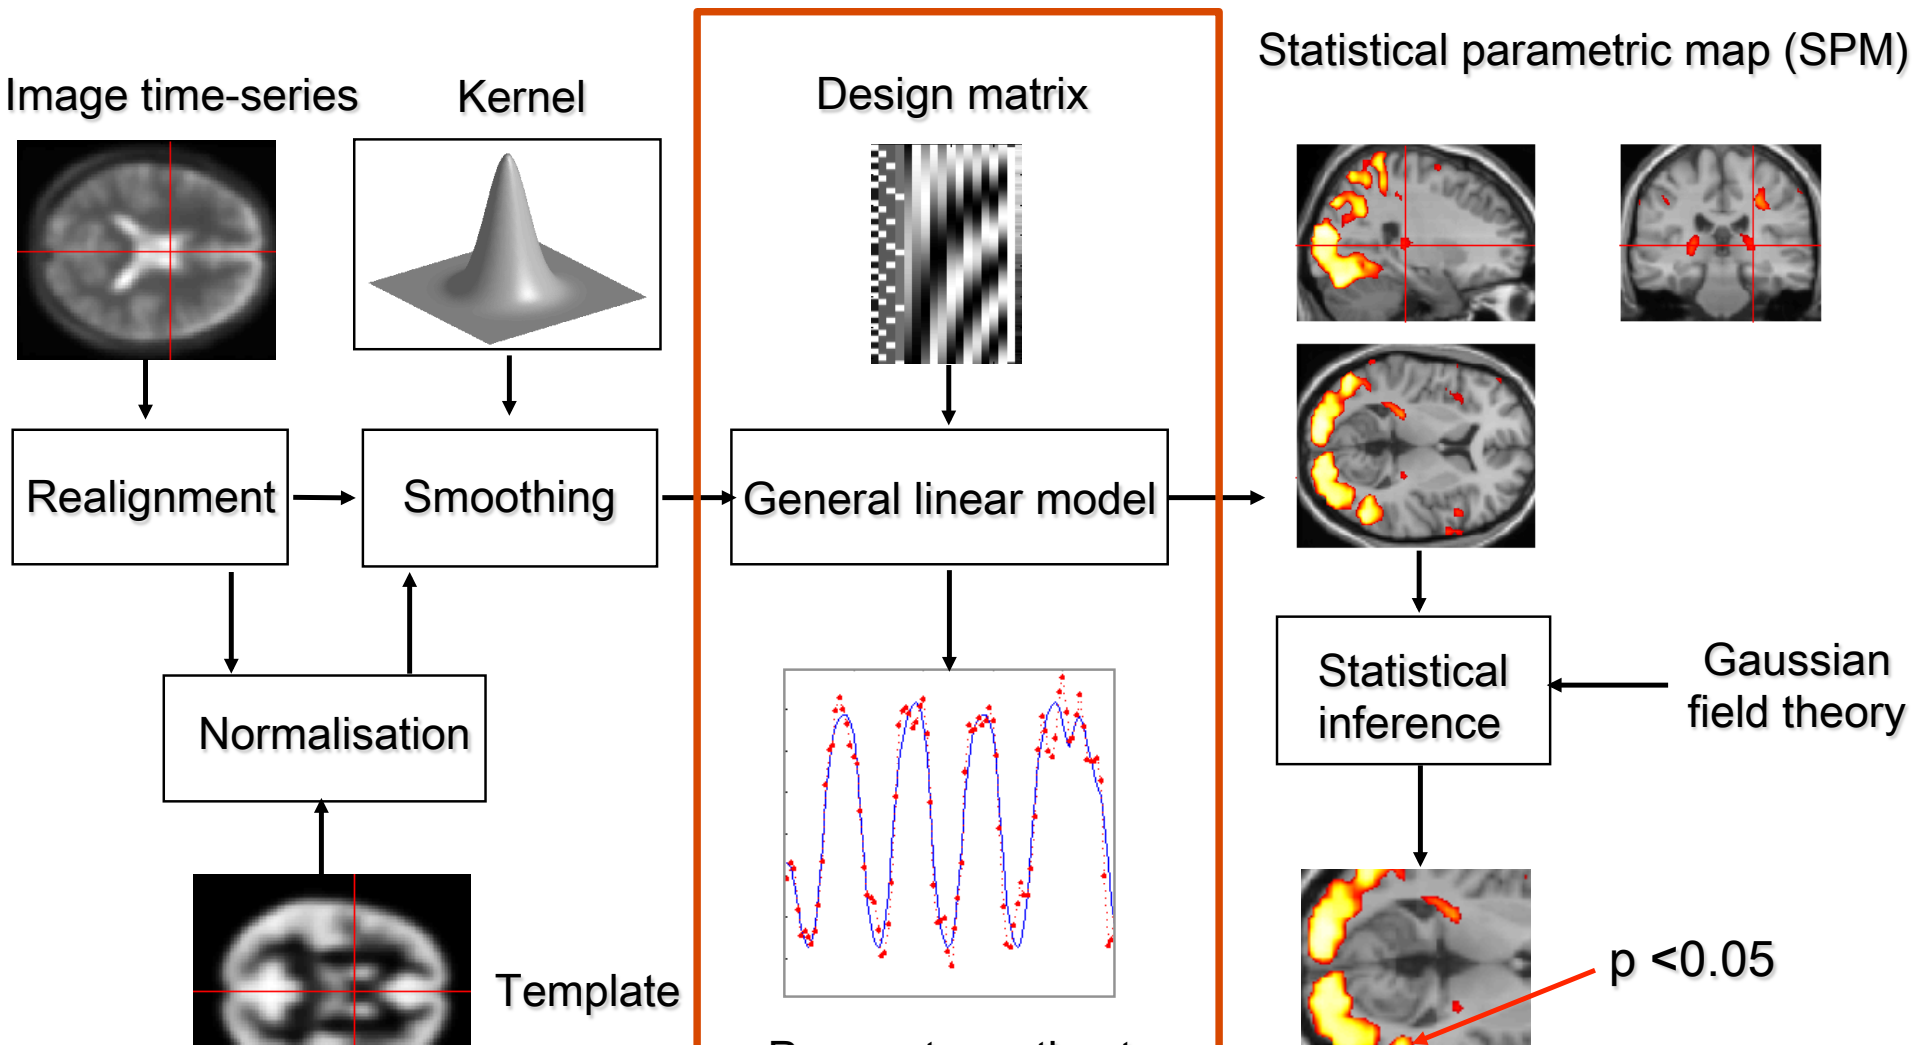 Statistical parametric map (SPM)
Image time-series
Kernel
Design matrix
Realignment
Smoothing
General linear model
Normalisation
Statistical
inference
Gaussian
field theory
Template
p <0.05